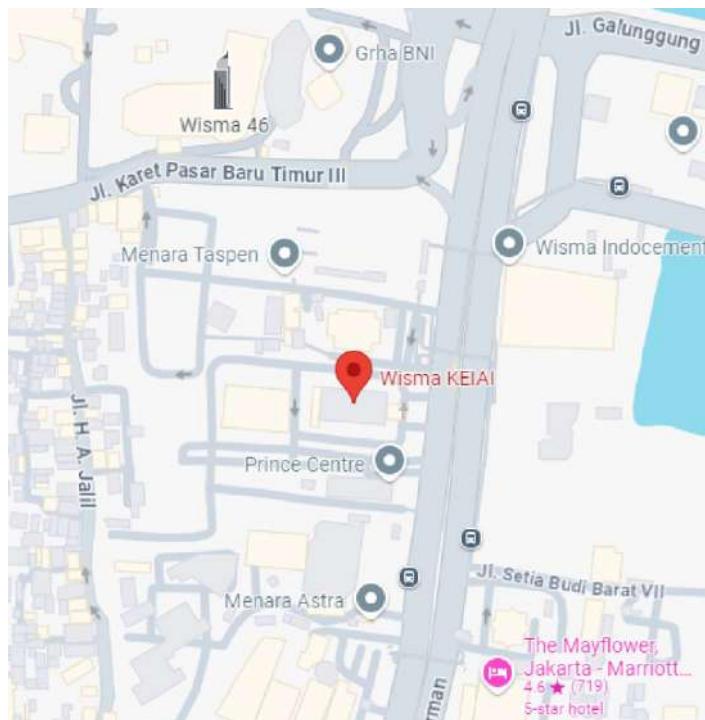 Jl. Galunggung
Grha BNI
Wisma 46
Jl. Karet Pasar Baru Timur III
Menara Taspen
Wisma Indocement
Wisma KEIAI
Jl. H. A. Jalil
Prince Centre
Jl. Setia Budi Barat VII
Menara Astra
The Mayflower,
Jakarta - Marriott...
4.6 ★ (719)
5-star hotel
rman